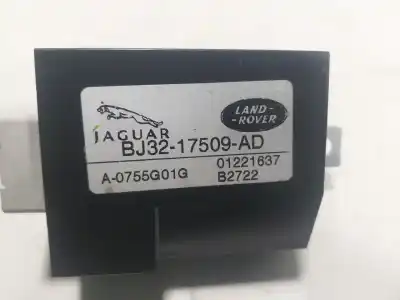 LAND-
-ROVER
JAGUAR
BJ32-17509-AD
A-0755G01G 01221637
B2722